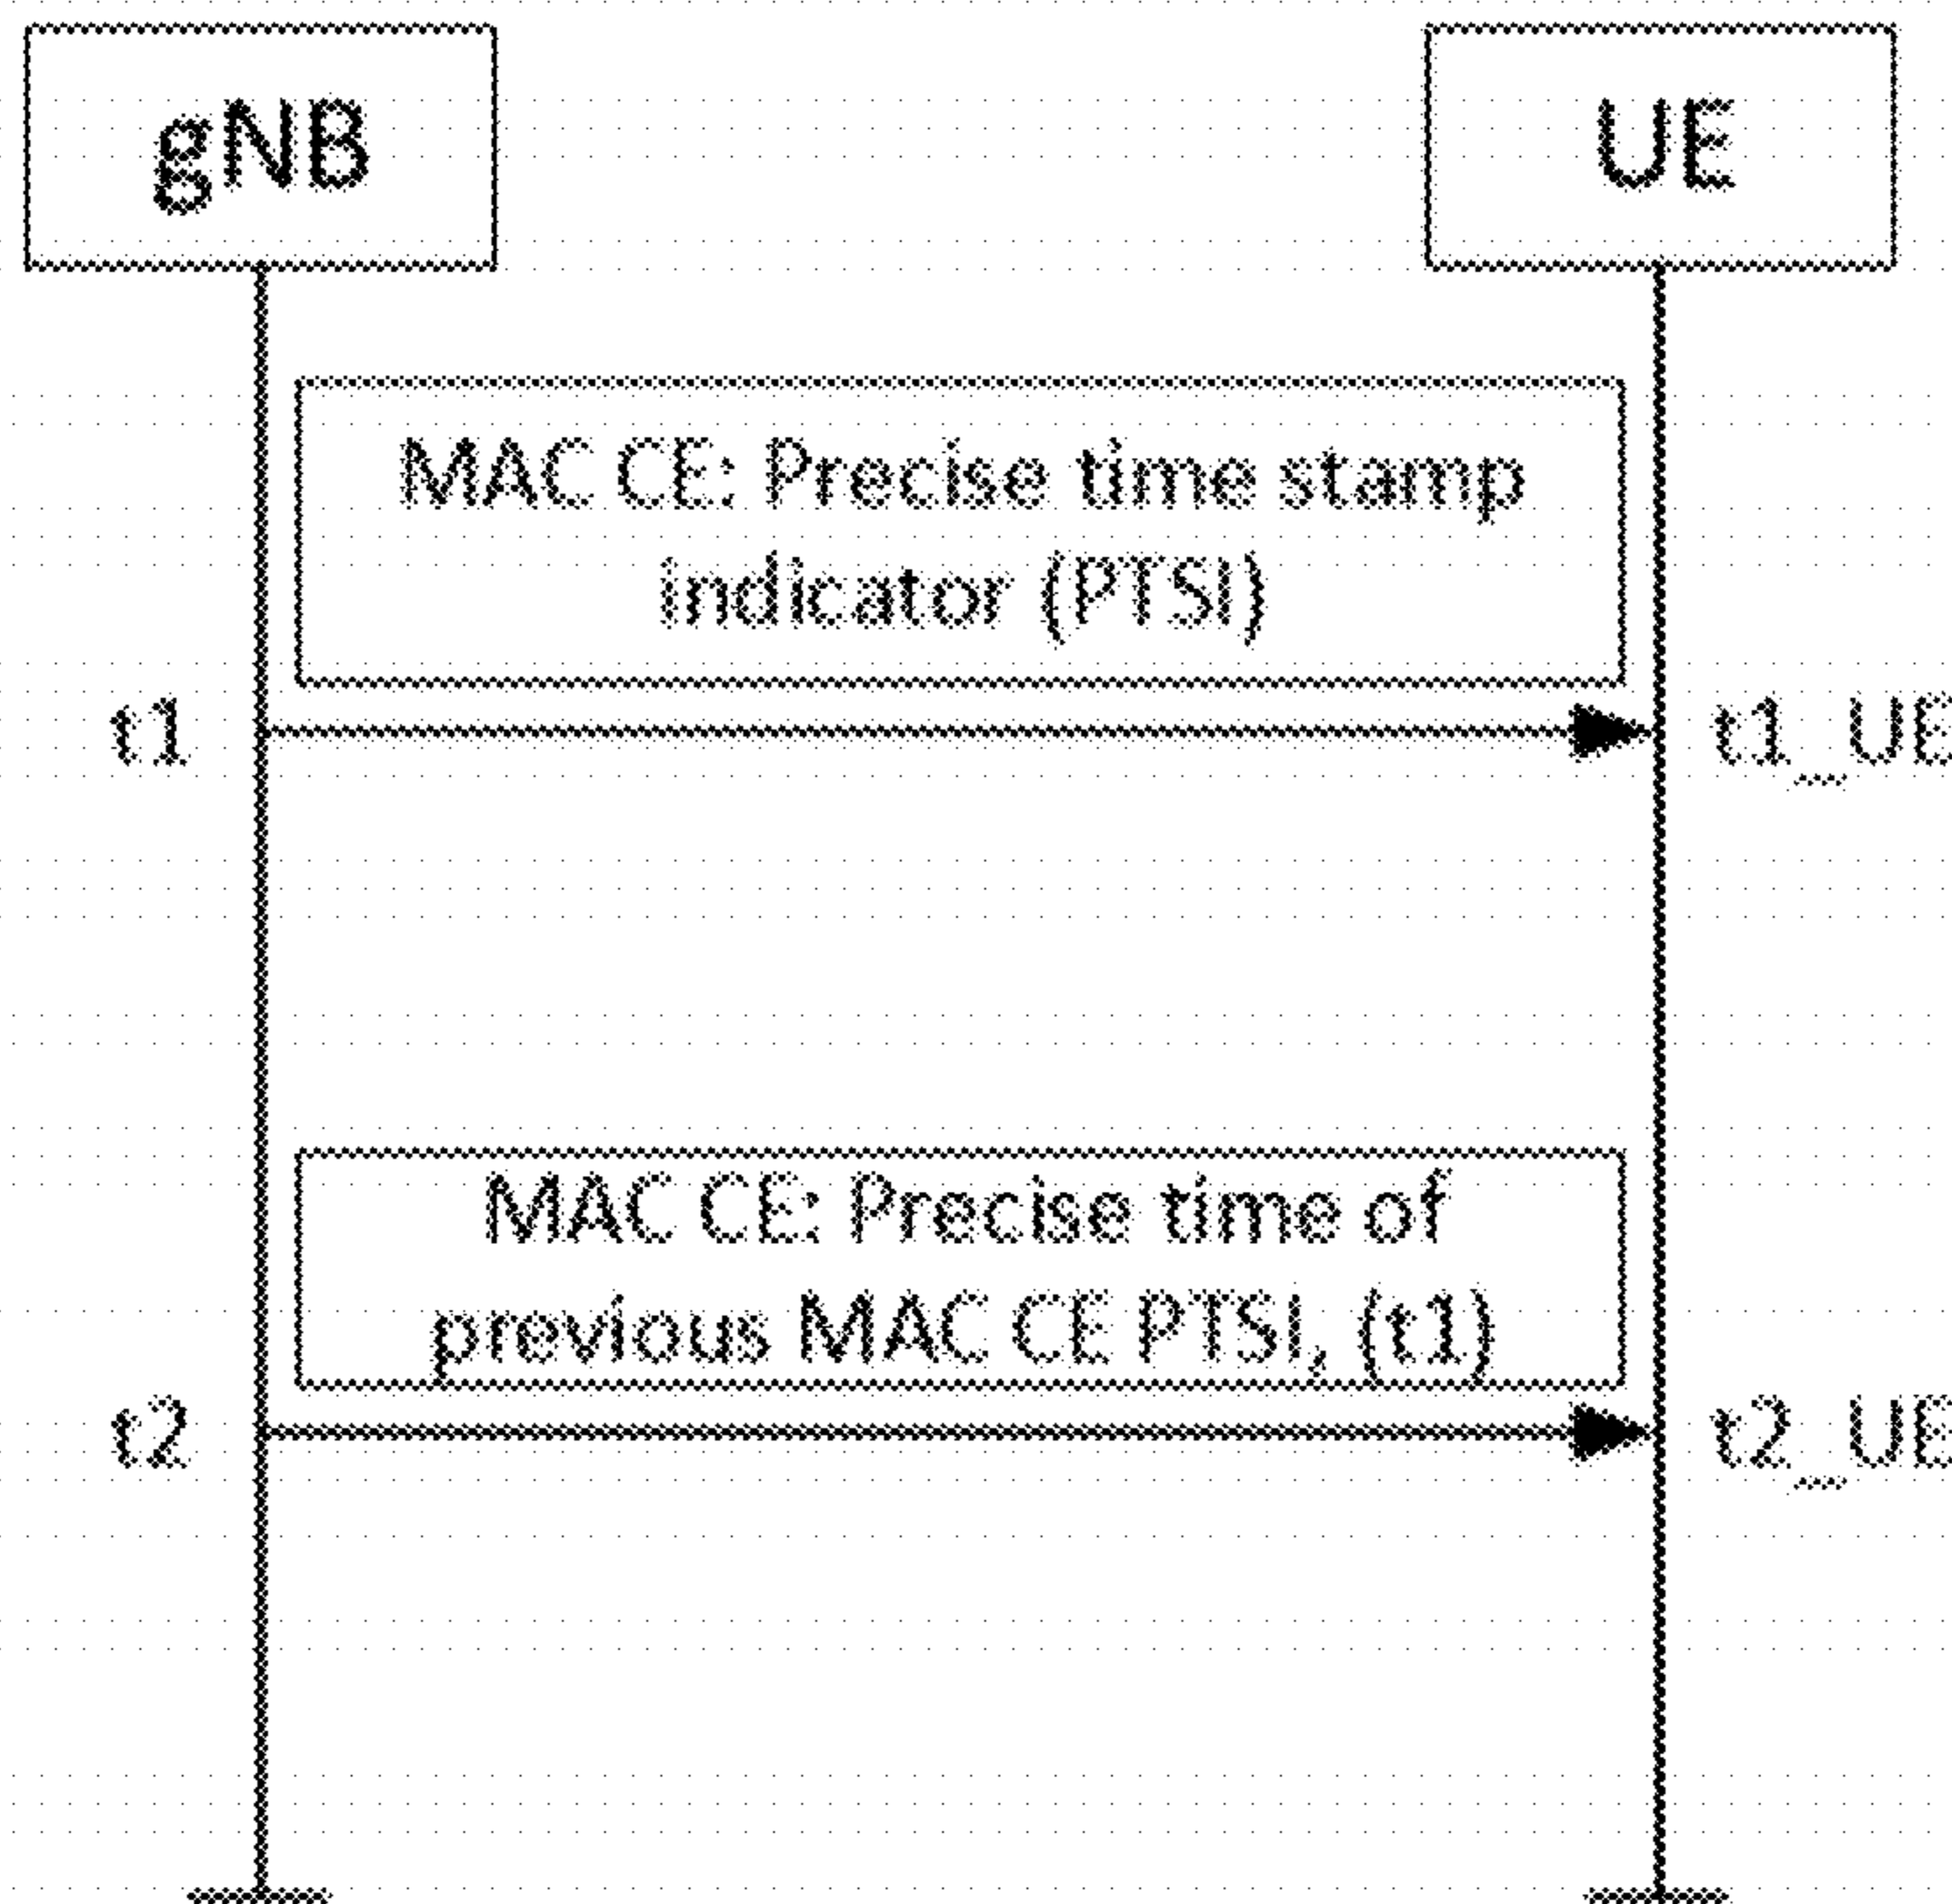 gNB
UE
MAC CE: Precise time stamp
indicator (PTSI)
t1
t1_UE
MAC CE: Precise time of
previous MAC CE PTSI, (t1)
t2
t2_UE